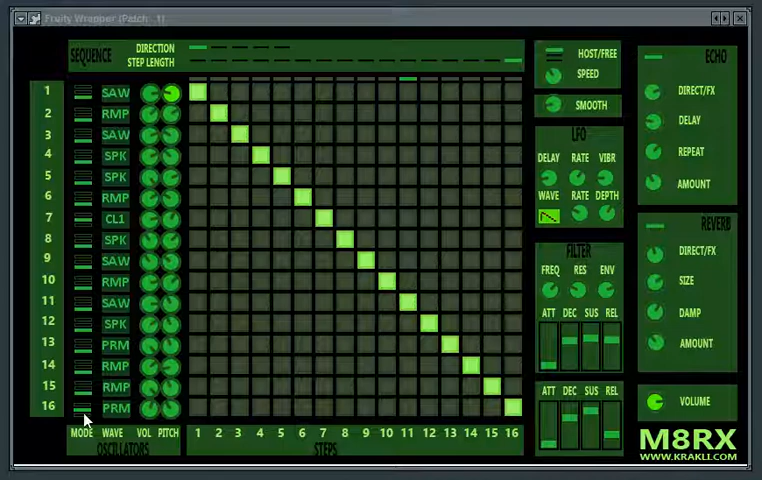 Fruity Wrapper (Patch 1)
SEQUENCE
DIRECTION
STEP LENGTH
HOST/FREE
SPEED
SMOOTH
ECHO
DIRECT/FX
DELAY
REPEAT
AMOUNT
1 SAW
2 RMP
3 SAW
4 SPK
5 SPK
6 RMP
7 CL1
8 SPK
9 SAW
10 RMP
11 SAW
12 SPK
13 PRM
14 RMP
15 RMP
16 PRM
LFO
DELAY RATE VIBR
WAVE RATE DEPTH
FILTER
FREQ RES ENV
ATT DEC SUS REL
ATT DEC SUS REL
REVERB
DIRECT/FX
SIZE
DAMP
AMOUNT
VOLUME
MODE WAVE VOL PITCH
OSCILLATORS
1 2 3 4 5 6 7 8 9 10 11 12 13 14 15 16
STEPS
M8RX
WWW.KRAKLI.COM